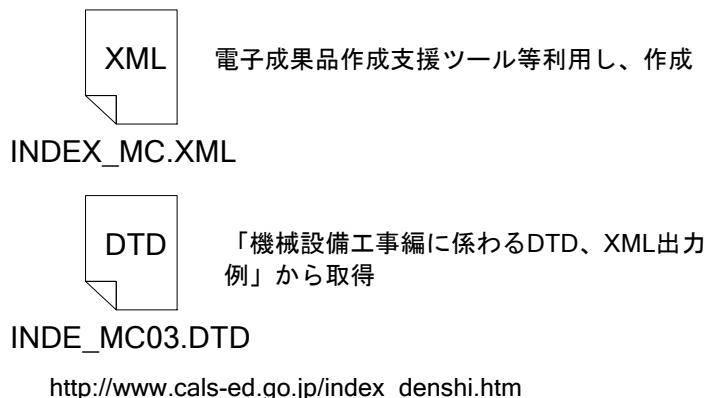 XML
電子成果品作成支援ツール等利用し、作成
INDEX_MC.XML
DTD
「機械設備工事編に係わるDTD、XML出力
例」から取得
INDE_MC03.DTD
http://www.cals-ed.go.jp/index_denshi.htm